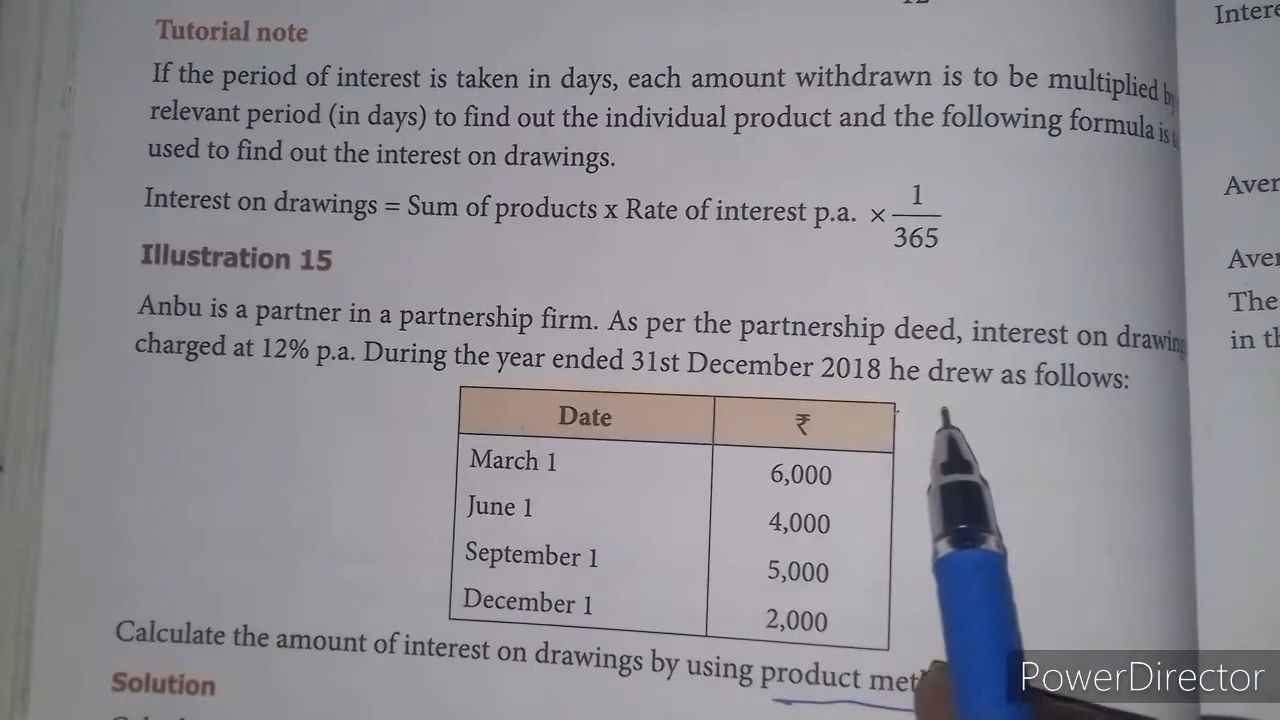 Intere
Tutorial note
If the period of interest is taken in days, each amount withdrawn is to be multiplied by
relevant period (in days) to find out the individual product and the following formula is
used to find out the interest on drawings.
Interest on drawings = Sum of products x Rate of interest p.a. × 1/365
Aver
Illustration 15
Aver
Anbu is a partner in a partnership firm. As per the partnership deed, interest on drawing
The
charged at 12% p.a. During the year ended 31st December 2018 he drew as follows:
in th
Date ₹
March 1 6,000
June 1 4,000
September 1 5,000
December 1 2,000
Calculate the amount of interest on drawings by using product met
Solution
PowerDirector